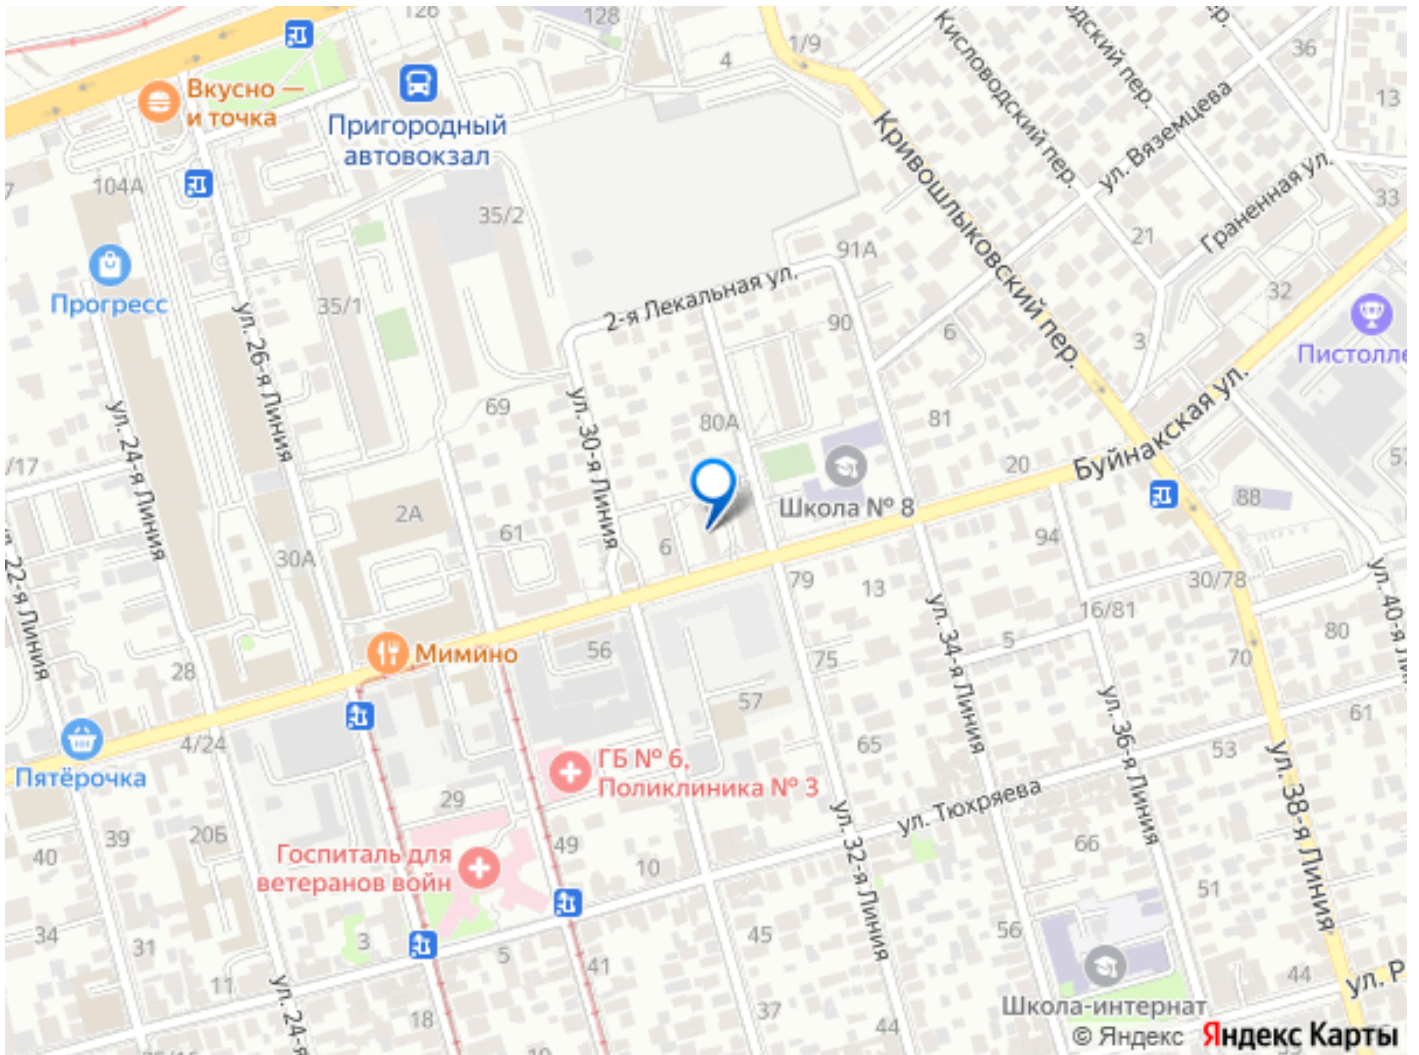 126
128
1/9
4
36
13
33
Вкусно —
и точка
Пригородный
автовокзал
Кисловодский пер.
ул. Вяземцева
Граненная ул.
Кривошлыковский пер.
104А
35/2
91А
21
32
Прогресс
35/1
2-я Лекальная ул.
90
6
3
Пистолле
ул. 26-я Линия
ул. 24-я Линия
ул. 30-я Линия
69
80А
81
20
Буйнакская ул.
/17
2А
61
6
Школа № 8
88
94
30А
79
13
30/78
16/81
ул. 22-я Линия
ул. 34-я Линия
5
80
70
28
Мимино
56
75
57
61
53
65
ул. 36-я Линия
ул. 38-я Линия
4/24
Пятёрочка
ГБ № 6,
Поликлиника № 3
ул. Тюхряева
ул. 32-я Линия
29
39
20Б
40
49
10
66
Госпиталь для
ветеранов войн
51
34
31
3
5
45
56
11
41
37
44
44
18
ул. 24-я
Школа-интернат
ул. Р
19
© Яндекс
Яндекс Карты